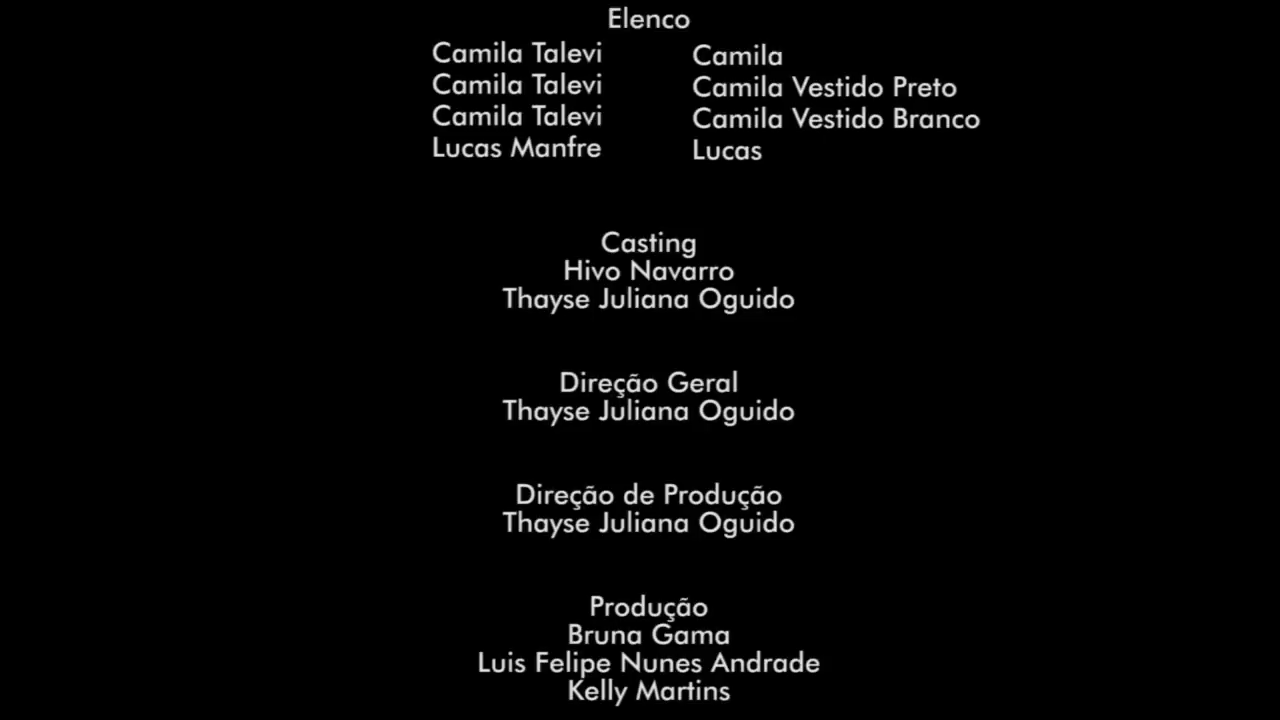 Elenco
Camila Talevi Camila
Camila Talevi Camila Vestido Preto
Camila Talevi Camila Vestido Branco
Lucas Manfre Lucas
Casting
Hivo Navarro
Thayse Juliana Oguido
Direção Geral
Thayse Juliana Oguido
Direção de Produção
Thayse Juliana Oguido
Produção
Bruna Gama
Luis Felipe Nunes Andrade
Kelly Martins